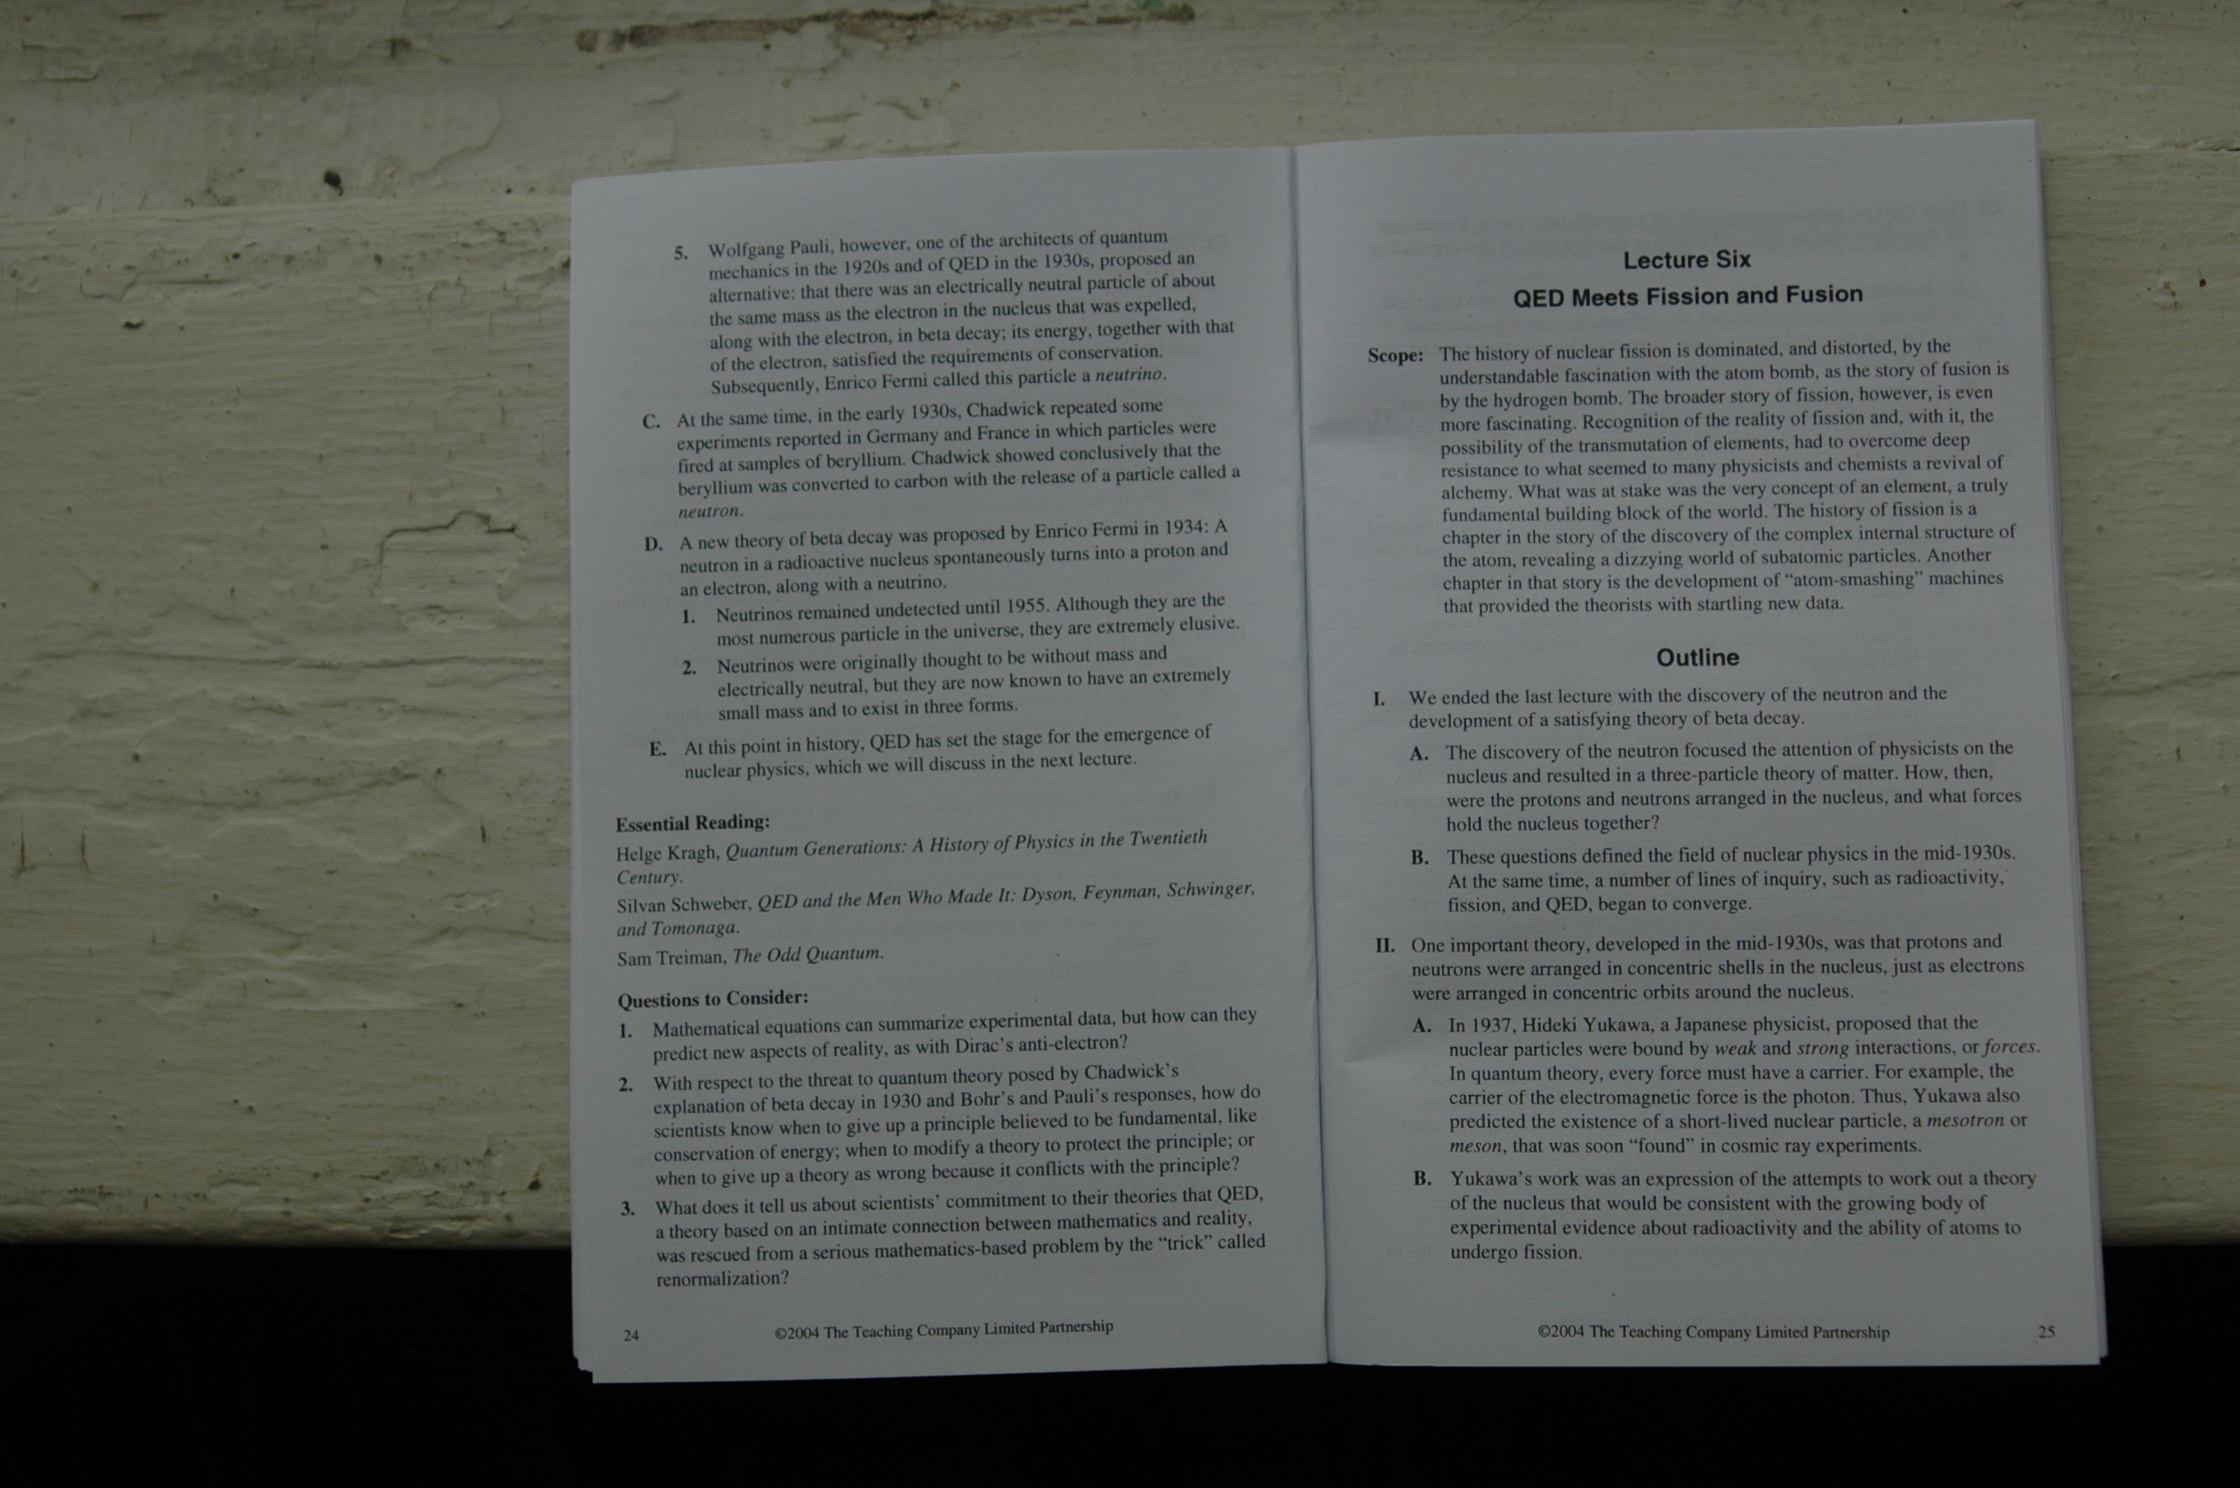 5. Wolfgang Pauli, however, one of the architects of quantum
mechanics in the 1920s and of QED in the 1930s, proposed an
alternative: that there was an electrically neutral particle of about
the same mass as the electron in the nucleus that was expelled,
along with the electron, in beta decay; its energy, together with that
of the electron, satisfied the requirements of conservation.
Subsequently, Enrico Fermi called this particle a neutrino.
C. At the same time, in the early 1930s, Chadwick repeated some
experiments reported in Germany and France in which particles were
fired at samples of beryllium. Chadwick showed conclusively that the
beryllium was converted to carbon with the release of a particle called a
neutron.
D. A new theory of beta decay was proposed by Enrico Fermi in 1934: A
neutron in a radioactive nucleus spontaneously turns into a proton and
an electron, along with a neutrino.
1. Neutrinos remained undetected until 1955. Although they are the
most numerous particle in the universe, they are extremely elusive.
2. Neutrinos were originally thought to be without mass and
electrically neutral, but they are now known to have an extremely
small mass and to exist in three forms.
E. At this point in history, QED has set the stage for the emergence of
nuclear physics, which we will discuss in the next lecture.
Essential Reading:
Helge Kragh, Quantum Generations: A History of Physics in the Twentieth
Century.
Silvan Schweber, QED and the Men Who Made It: Dyson, Feynman, Schwinger,
and Tomonaga.
Sam Treiman, The Odd Quantum.
Questions to Consider:
1. Mathematical equations can summarize experimental data, but how can they
predict new aspects of reality, as with Dirac's anti-electron?
2. With respect to the threat to quantum theory posed by Chadwick's
explanation of beta decay in 1930 and Bohr's and Pauli's responses, how do
scientists know when to give up a principle believed to be fundamental, like
conservation of energy; when to modify a theory to protect the principle; or
when to give up a theory as wrong because it conflicts with the principle?
3. What does it tell us about scientists' commitment to their theories that QED,
a theory based on an intimate connection between mathematics and reality,
was rescued from a serious mathematics-based problem by the “trick” called
renormalization?
24 ©2004 The Teaching Company Limited Partnership
Lecture Six
QED Meets Fission and Fusion
Scope: The history of nuclear fission is dominated, and distorted, by the
understandable fascination with the atom bomb, as the story of fusion is
by the hydrogen bomb. The broader story of fission, however, is even
more fascinating. Recognition of the reality of fission and, with it, the
possibility of the transmutation of elements, had to overcome deep
resistance to what seemed to many physicists and chemists a revival of
alchemy. What was at stake was the very concept of an element, a truly
fundamental building block of the world. The history of fission is a
chapter in the story of the discovery of the complex internal structure of
the atom, revealing a dizzying world of subatomic particles. Another
chapter in that story is the development of “atom-smashing” machines
that provided the theorists with startling new data.
Outline
I. We ended the last lecture with the discovery of the neutron and the
development of a satisfying theory of beta decay.
A. The discovery of the neutron focused the attention of physicists on the
nucleus and resulted in a three-particle theory of matter. How, then,
were the protons and neutrons arranged in the nucleus, and what forces
hold the nucleus together?
B. These questions defined the field of nuclear physics in the mid-1930s.
At the same time, a number of lines of inquiry, such as radioactivity,
fission, and QED, began to converge.
II. One important theory, developed in the mid-1930s, was that protons and
neutrons were arranged in concentric shells in the nucleus, just as electrons
were arranged in concentric orbits around the nucleus.
A. In 1937, Hideki Yukawa, a Japanese physicist, proposed that the
nuclear particles were bound by weak and strong interactions, or forces.
In quantum theory, every force must have a carrier. For example, the
carrier of the electromagnetic force is the photon. Thus, Yukawa also
predicted the existence of a short-lived nuclear particle, a mesotron or
meson, that was soon “found” in cosmic ray experiments.
B. Yukawa's work was an expression of the attempts to work out a theory
of the nucleus that would be consistent with the growing body of
experimental evidence about radioactivity and the ability of atoms to
undergo fission.
©2004 The Teaching Company Limited Partnership 25